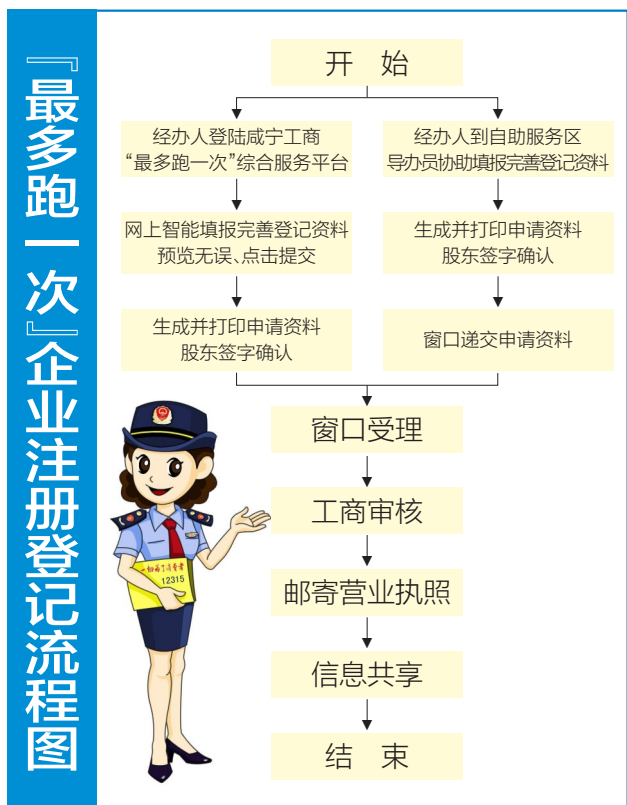 『最多跑一次』企业注册登记流程图
开 始
经办人登陆咸宁工商
“最多跑一次”综合服务平台
网上智能填报完善登记资料
预览无误、点击提交
生成并打印申请资料
股东签字确认
经办人到自助服务区
导办员协助填报完善登记资料
生成并打印申请资料
股东签字确认
窗口递交申请资料
窗口受理
工商审核
邮寄营业执照
信息共享
结 束
一切为了消费者
12315